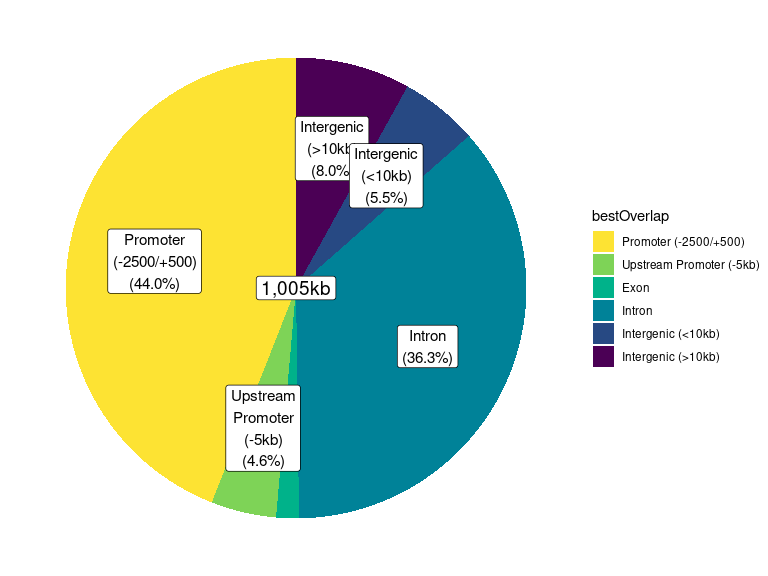 Intergenic
(>10kb
(8.0%
Intergenic
(<10kb)
(5.5%)
Promoter
(-2500/+500)
(44.0%)
1,005kb
Intron
(36.3%)
Upstream
Promoter
(-5kb)
(4.6%)
bestOverlap
Promoter (-2500/+500)
Upstream Promoter (-5kb)
Exon
Intron
Intergenic (<10kb)
Intergenic (>10kb)